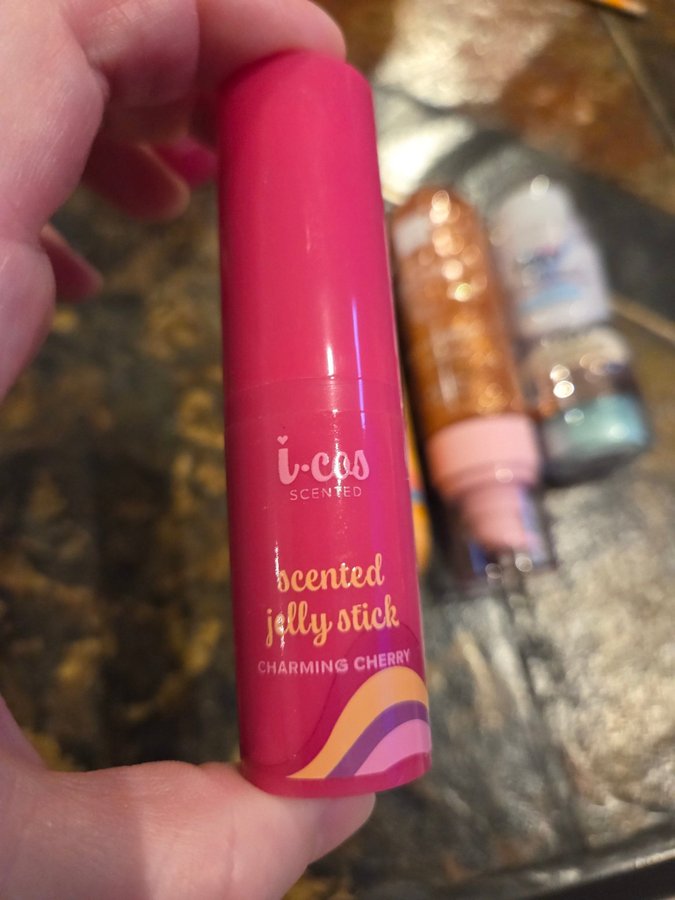 i·cos
SCENTED
scented
jelly stick
CHARMING CHERRY